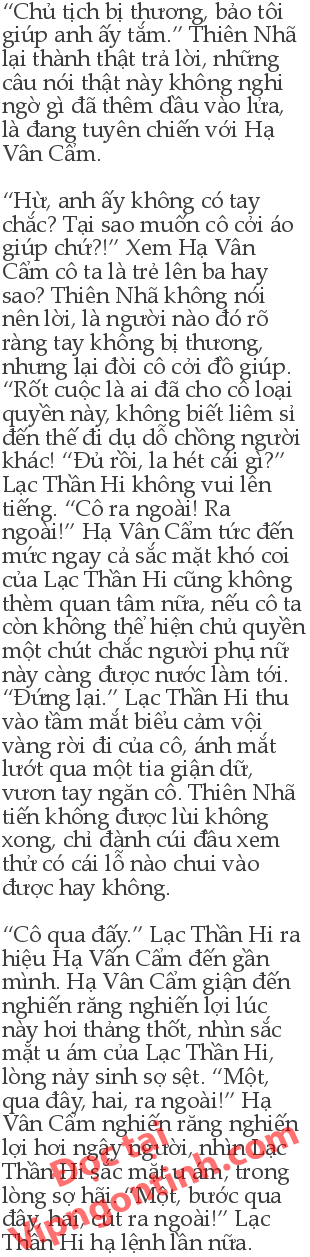 “Chủ tịch bị thương, bảo tôi
giúp anh ấy tắm.” Thiên Nhã
lại thành thật trả lời, những
câu nói thật này không nghi
ngờ gì đã thêm dầu vào lửa,
là đang tuyên chiến với Hạ
Vân Cẩm.

“Hừ, anh ấy không có tay
chắc? Tại sao muốn cô cởi áo
giúp chứ?!” Xem Hạ Vân
Cẩm cô ta là trẻ lên ba hay
sao? Thiên Nhã không nói
nên lời, là người nào đó rõ
ràng tay không bị thương,
nhưng lại đòi cô cởi đồ giúp.
“Rốt cuộc là ai đã cho cô loại
quyền này, không biết liêm sỉ
đến thế đi dụ dỗ chồng người
khác! “Đủ rồi, la hét cái gì?”
Lạc Thần Hi không vui lên
tiếng. “Cô ra ngoài! Ra
ngoài!” Hạ Vân Cẩm tức đến
mức ngay cả sắc mặt khó coi
của Lạc Thần Hi cũng không
thèm quan tâm nữa, nếu cô ta
còn không thể hiện chủ quyền
một chút chắc người phụ nữ
này càng được nước làm tới.
“Đứng lại.” Lạc Thần Hi thu
vào tầm mắt biểu cảm vội
vàng rời đi của cô, ánh mắt
lướt qua một tia giận dữ,
vươn tay ngăn cô. Thiên Nhã
tiến không được lùi không
xong, chỉ đành cúi đầu xem
thử có cái lỗ nào chui vào
được hay không.

“Cô qua đấy.” Lạc Thần Hi ra
hiệu Hạ Vấn Cẩm đến gần
mình. Hạ Vân Cẩm giận đến
nghiến răng nghiến lợi lúc
này hơi thảng thốt, nhìn sắc
mặt u ám của Lạc Thần Hi,
lòng nảy sinh sợ sệt. “Một,
qua đây, hai, ra ngoài!” Hạ
Vân Cẩm nghiến răng nghiến
lợi hơi ngây người, nhìn Lạc
Thần Hi sắc mặt u ám, trong
lòng sợ hãi. “Một, bước qua
đây, hai, cút ra ngoài!” Lạc
Thần Hi hạ lệnh lần nữa.
Đọc tại
Vipngontinh.com